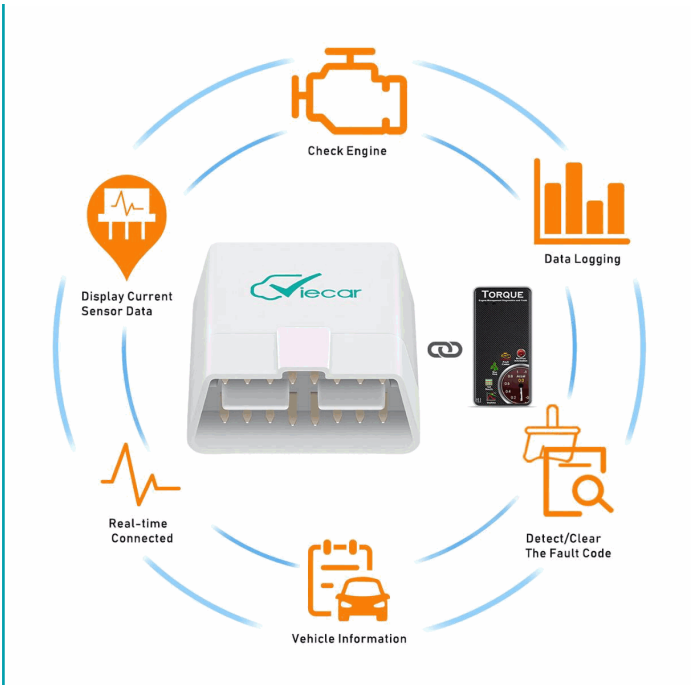 Check Engine
Data Logging
Display Current
Sensor Data
Viecar
TORQUE
Real-time
Connected
Detect/Clear
The Fault Code
Vehicle Information